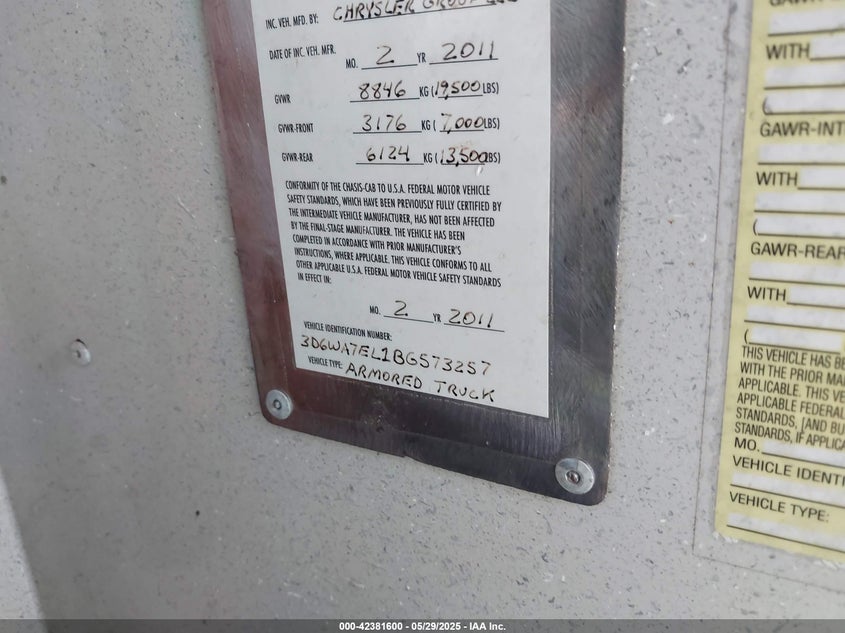 INC. VEH. MFD. BY: CHRYSLER GROUP LLC
DATE OF INC. VEH. MFR. MO. 2 YR 2011
GVWR 8846 KG (19,500LBS)
GVWR-FRONT 3176 KG (7,000LBS)
GVWR-REAR 6124 KG (13,500LBS)
CONFORMITY OF THE CHASIS-CAB TO U.S.A. FEDERAL MOTOR VEHICLE
SAFETY STANDARDS, WHICH HAVE BEEN PREVIOUSLY FULLY CERTIFIED BY
THE INTERMEDIATE VEHICLE MANUFACTURER, HAS NOT BEEN AFFECTED
BY THE FINAL-STAGE MANUFACTURER. THE VEHICLE HAS BEEN
COMPLETED IN ACCORDANCE WITH PRIOR MANUFACTURER'S
INSTRUCTIONS, WHERE APPLICABLE. THIS VEHICLE CONFORMS TO ALL
OTHER APPLICABLE U.S.A. FEDERAL MOTOR VEHICLE SAFETY STANDARDS
IN EFFECT IN:
MO. 2 YR 2011
VEHICLE IDENTIFICATION NUMBER:
3D6WA7EL1BG573257
VEHICLE TYPE: ARMORED TRUCK
WITH
(
GAWR-INT
WITH
(
GAWR-REAR
WITH
(
THIS VEHICLE HAS BE
WITH THE PRIOR MA
APPLICABLE. THIS VE
APPLICABLE FEDERAL
STANDARDS, [AND BU
STANDARDS, IF APPLICA
MO.
VEHICLE IDENTI
VEHICLE TYPE:
000-42381600 — 05/29/2025 — IAA Inc.